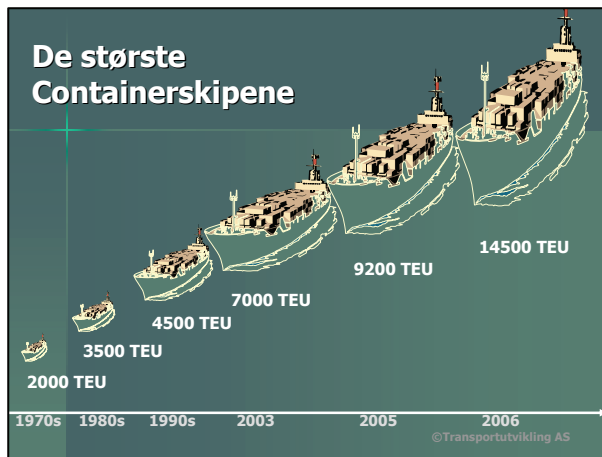 De største
Containerskipene
14500 TEU
9200 TEU
7000 TEU
4500 TEU
3500 TEU
2000 TEU
1970s 1980s 1990s 2003 2005 2006
©Transportutvikling AS